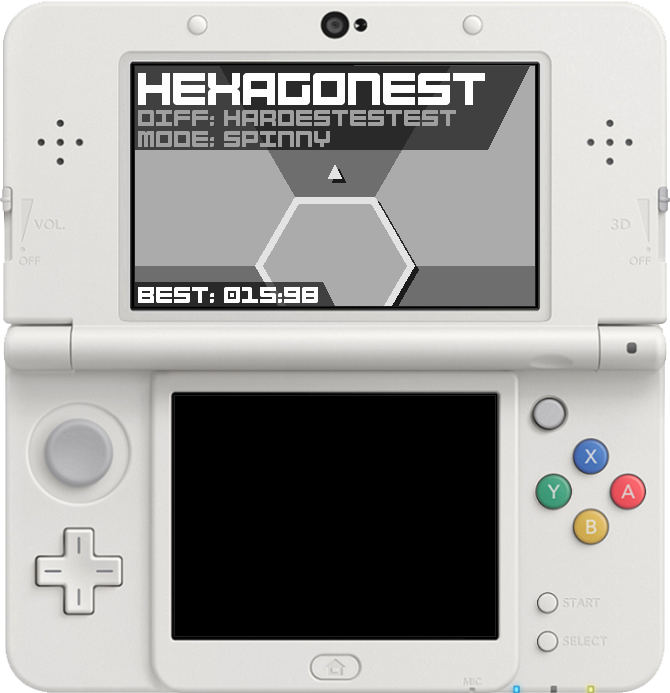 HEXAGONEST
DIFF: HARDESTESTEST
MODE: SPINNY
BEST: 015:98
VOL.
OFF
3D
OFF
X
Y
A
B
START
SELECT
MIC